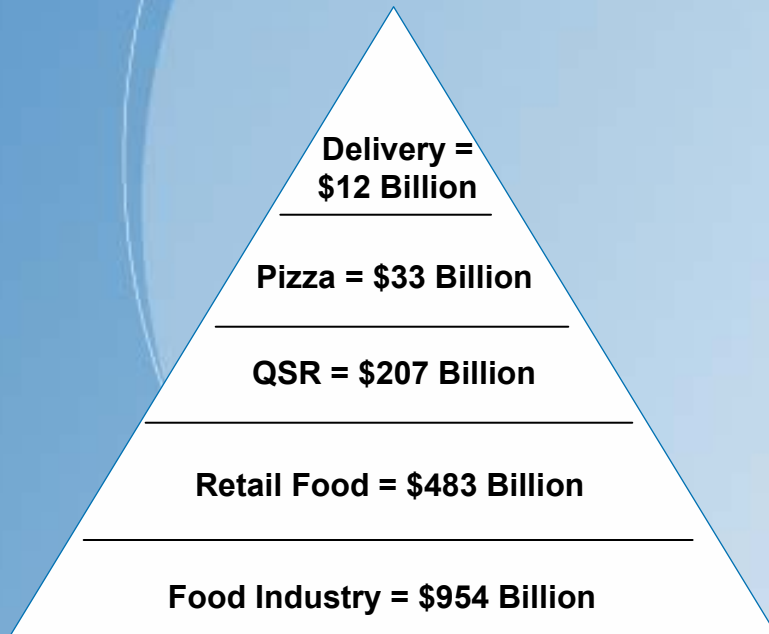 Delivery =
$12 Billion
Pizza = $33 Billion
QSR = $207 Billion
Retail Food = $483 Billion
Food Industry = $954 Billion